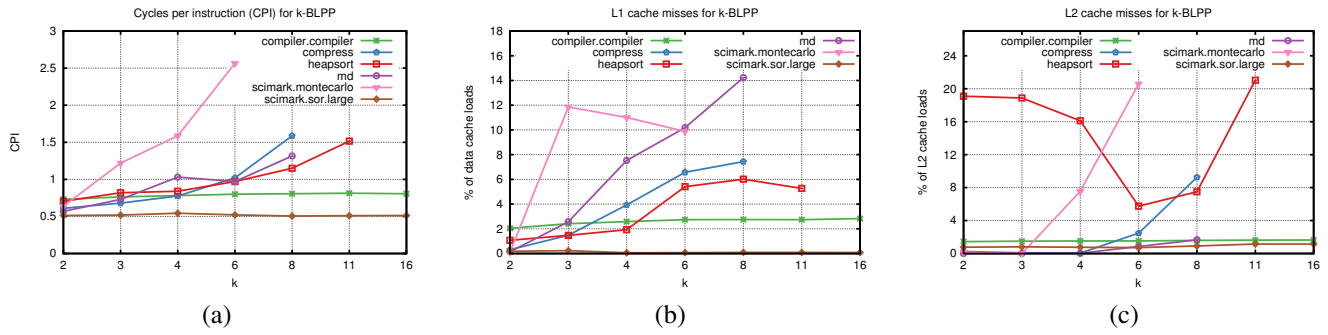 Cycles per instruction (CPI) for k-BLPP
3
2.5
2
1.5
1
0.5
0
CPI
compiler.compiler
compress
heapsort
md
scimark.montecarlo
scimark.sor.large
2 3 4 6 8 11 16
k
(a)
L1 cache misses for k-BLPP
18
16
14
12
10
8
6
4
2
0
% of data cache loads
compiler.compiler md
compress scimark.montecarlo
heapsort scimark.sor.large
2 3 4 6 8 11 16
k
(b)
L2 cache misses for k-BLPP
24
20
16
12
8
4
0
% of L2 cache loads
compiler.compiler md
compress scimark.montecarlo
heapsort scimark.sor.large
2 3 4 6 8 11 16
k
(c)